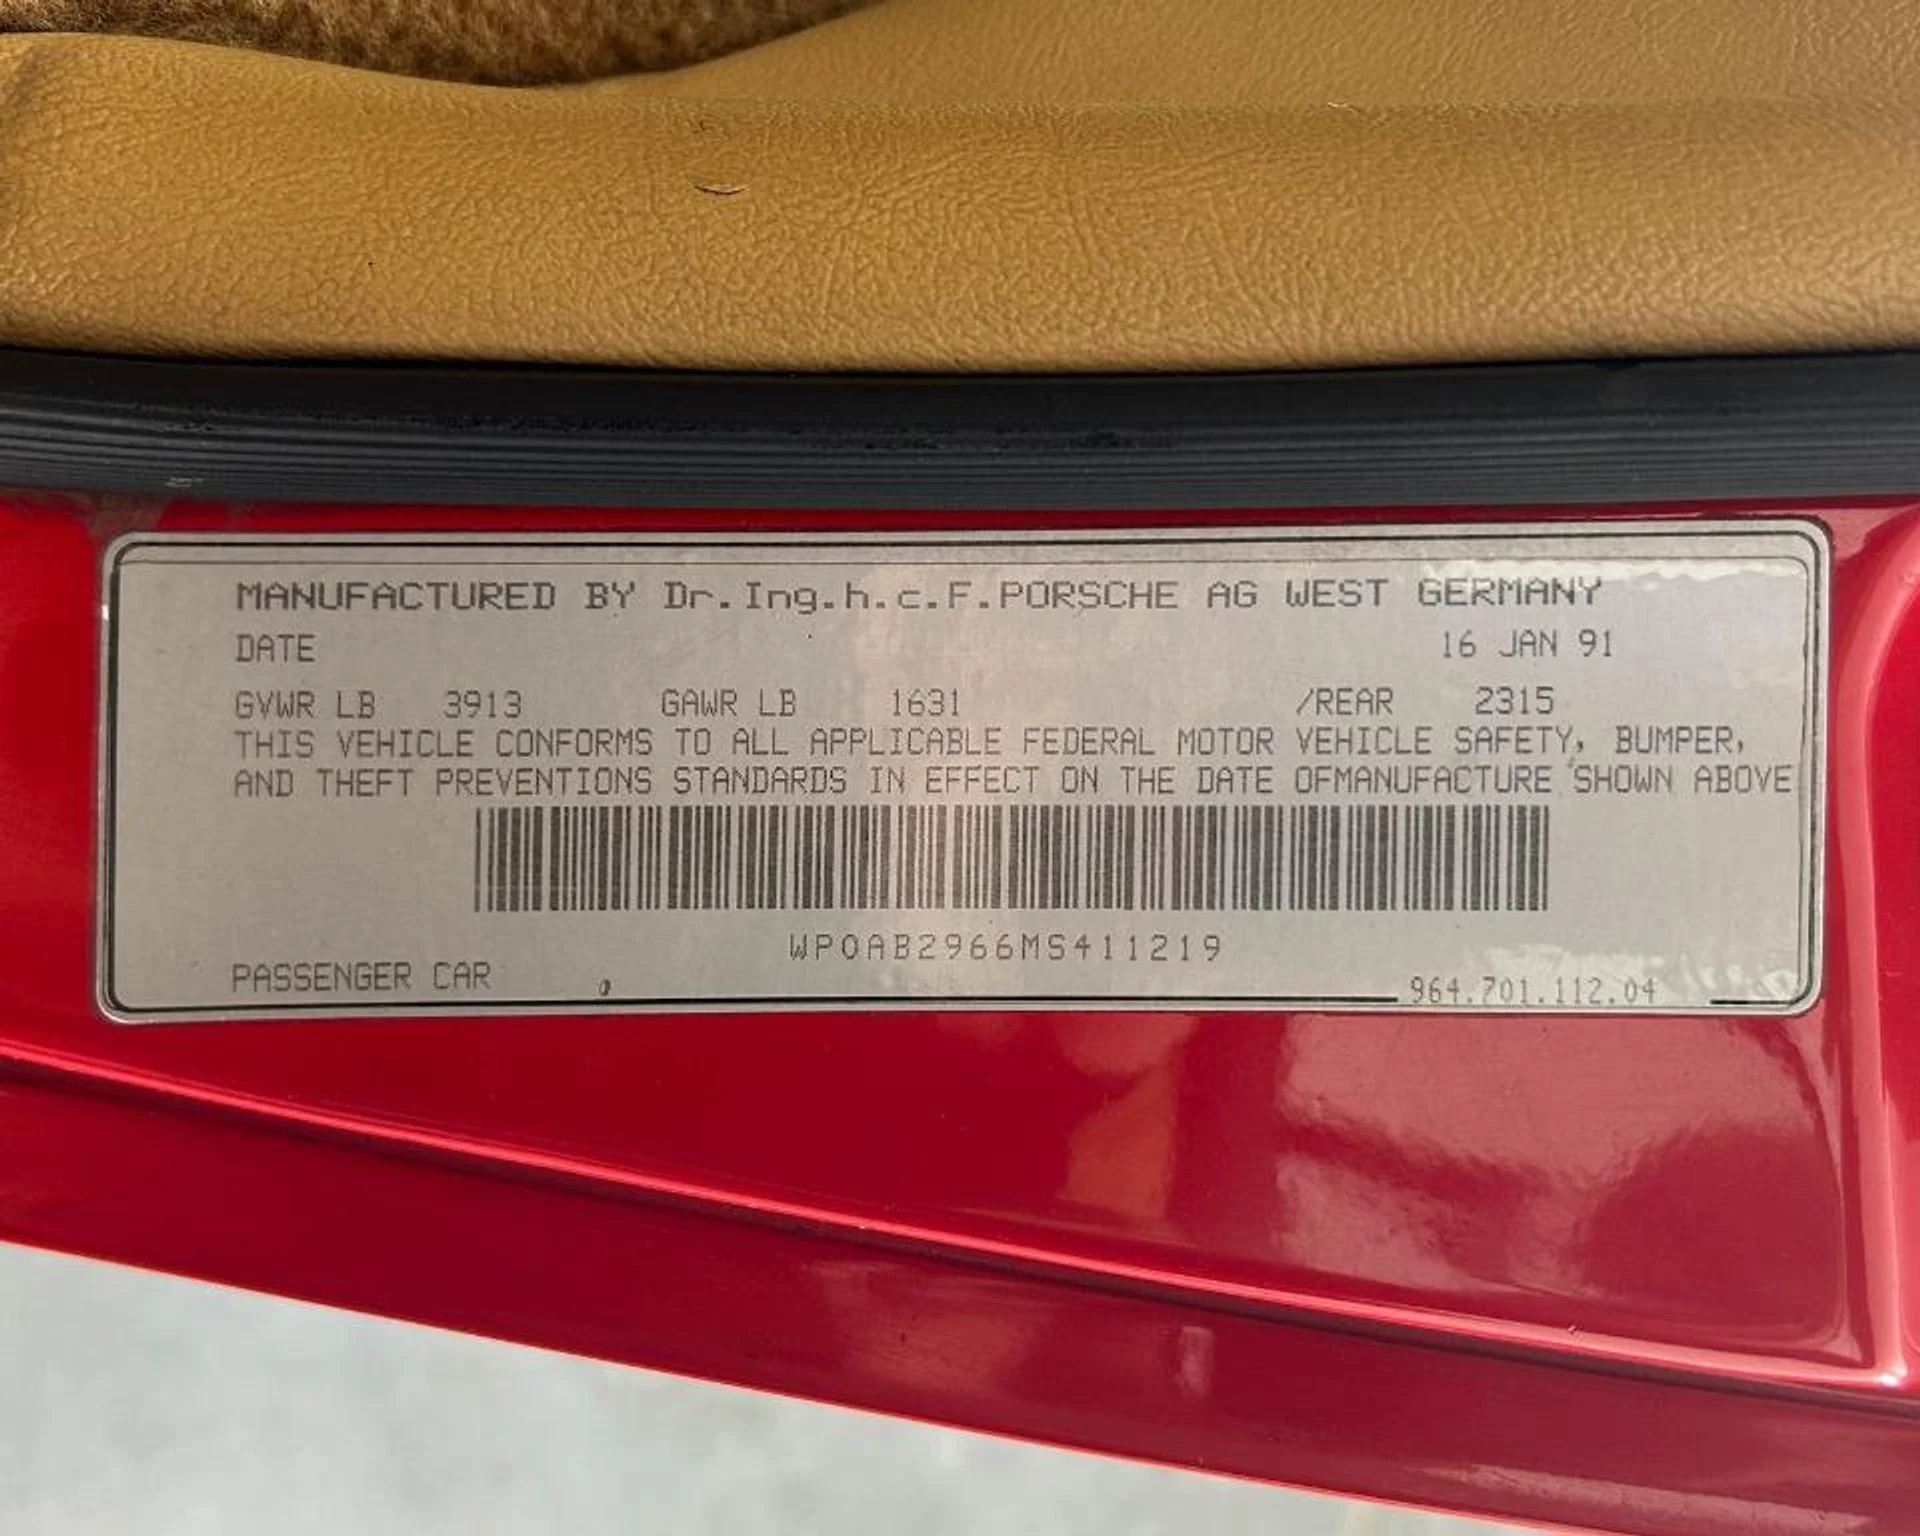 MANUFACTURED BY Dr.Ing.h.c.F.PORSCHE AG WEST GERMANY
DATE 16 JAN 91
GVWR LB 3913 GAWR LB 1631 /REAR 2315
THIS VEHICLE CONFORMS TO ALL APPLICABLE FEDERAL MOTOR VEHICLE SAFETY, BUMPER,
AND THEFT PREVENTIONS STANDARDS IN EFFECT ON THE DATE OFMANUFACTURE SHOWN ABOVE
WP0AB2966MS411219
PASSENGER CAR
964.701.112.04